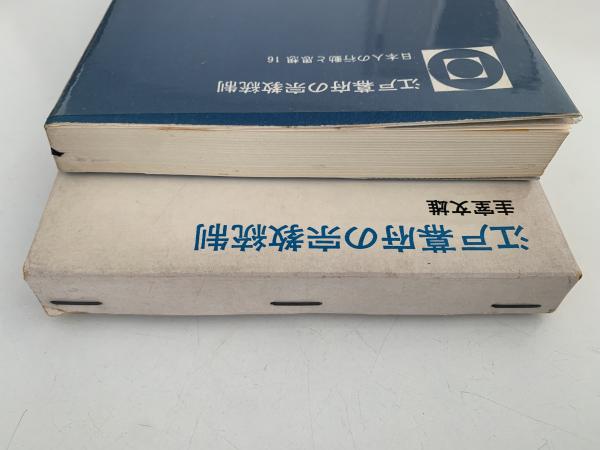 日本人の行動と思想 16
江戸幕府の宗教統制
圭室文雄
江戸幕府の宗教統制